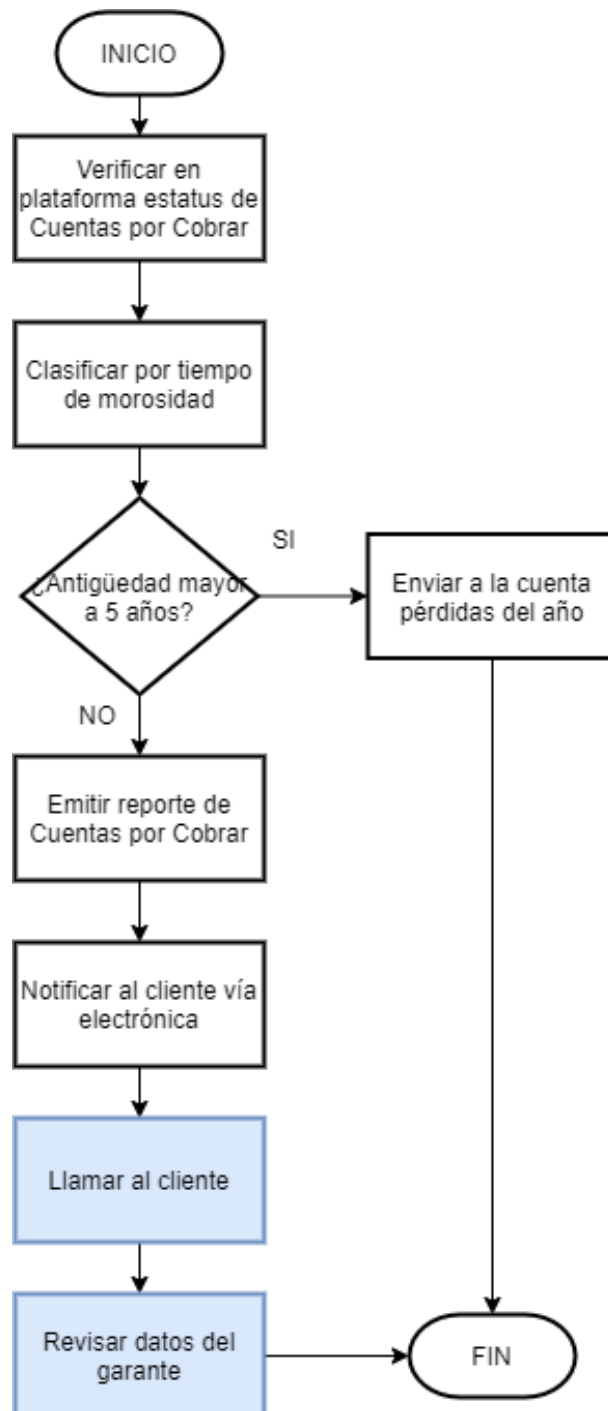 INICIO
Verificar en
plataforma estatus de
Cuentas por Cobrar
Clasificar por tiempo
de morosidad
¿Antigüedad mayor
a 5 años?
SI
Enviar a la cuenta
pérdidas del año
NO
Emitir reporte de
Cuentas por Cobrar
Notificar al cliente vía
electrónica
Llamar al cliente
Revisar datos del
garante
FIN